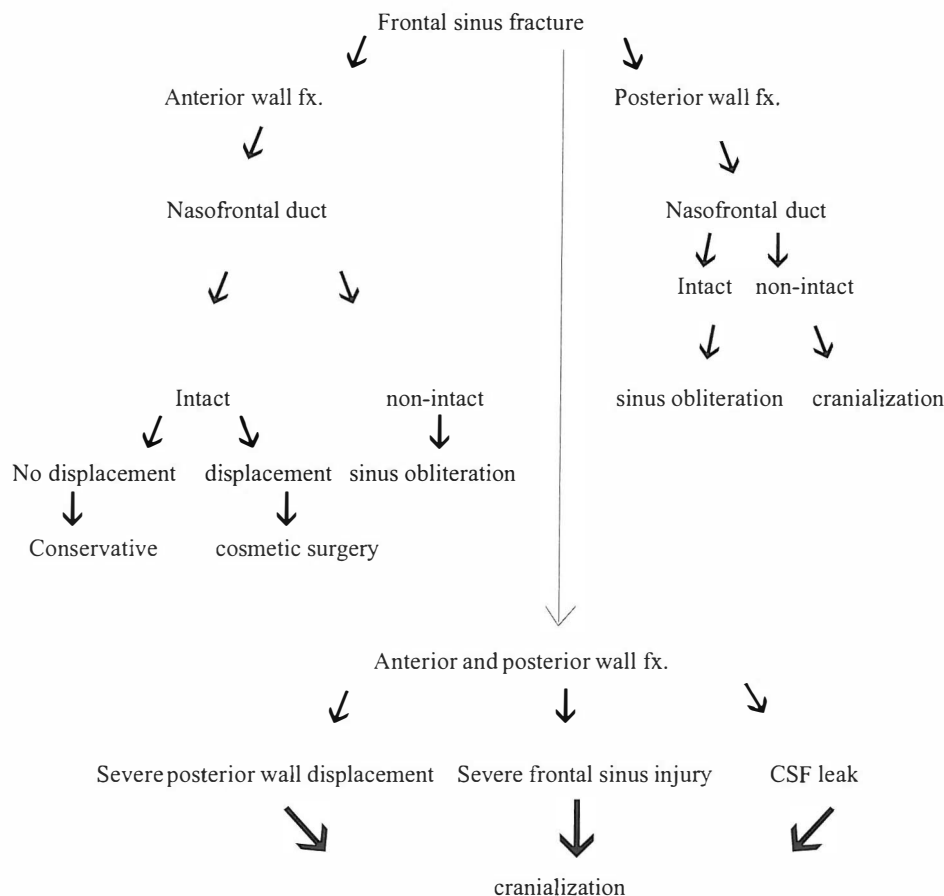 Frontal sinus fracture
Anterior wall fx.
Posterior wall fx.
Nasofrontal duct
Nasofrontal duct
Intact
non-intact
Intact
non-intact
sinus obliteration
cranialization
No displacement
displacement
sinus obliteration
Conservative
cosmetic surgery
Anterior and posterior wall fx.
Severe posterior wall displacement
Severe frontal sinus injury
CSF leak
cranialization